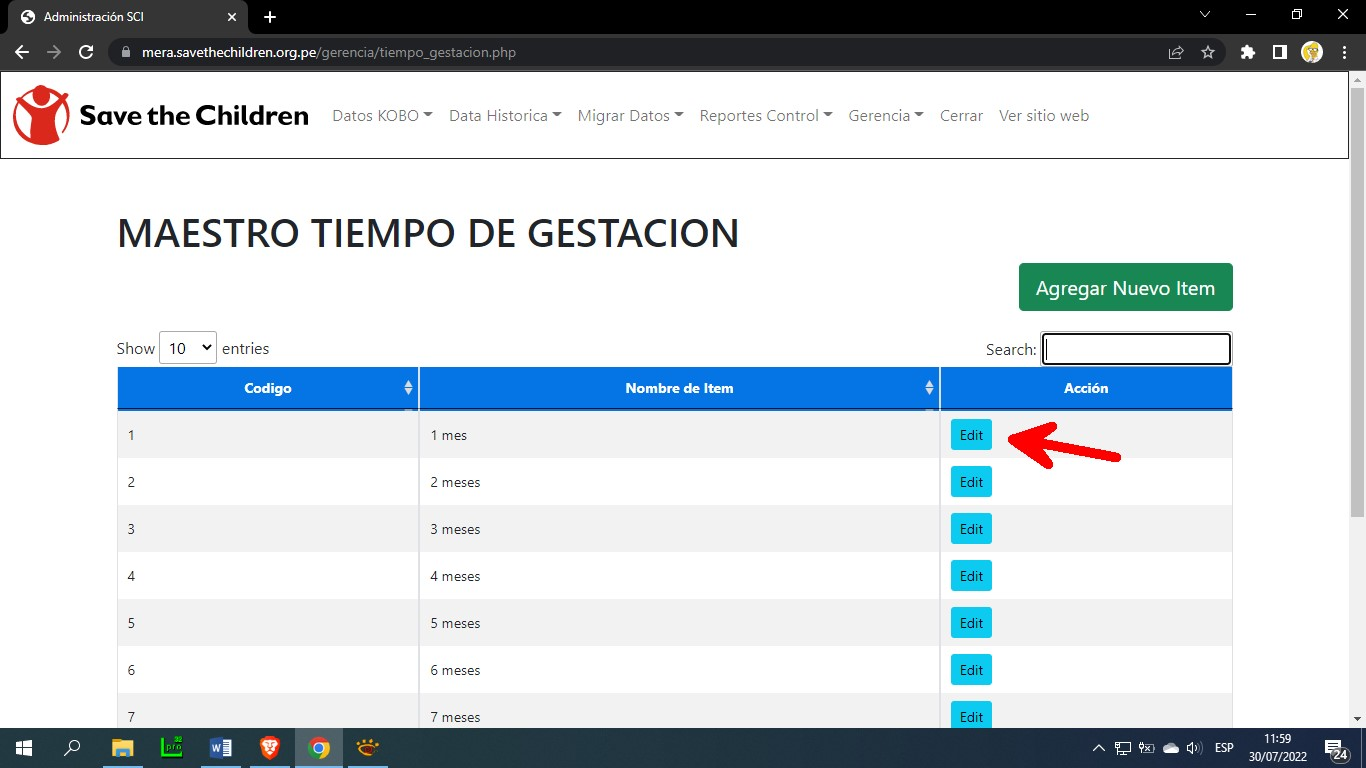 Administración SCI
mera.savethechildren.org.pe/gerencia/tiempo_gestacion.php
Save the Children Datos KOBO Data Historica Migrar Datos Reportes Control Gerencia Cerrar Ver sitio web
MAESTRO TIEMPO DE GESTACION
Agregar Nuevo Item
Show 10 entries Search:
Codigo Nombre de Item Acción
1 1 mes Edit
2 2 meses Edit
3 3 meses Edit
4 4 meses Edit
5 5 meses Edit
6 6 meses Edit
7 7 meses Edit
32
pro
W
ESP
11:59
30/07/2022
24